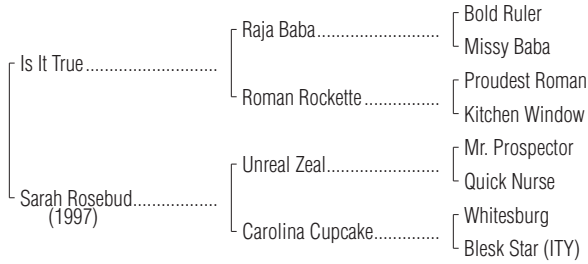 Bold Ruler
Raja Baba
Missy Baba
Is It True
Proudest Roman
Roman Rockette
Kitchen Window
Mr. Prospector
Unreal Zeal
Quick Nurse
Sarah Rosebud
(1997)
Whitesburg
Carolina Cupcake
Blesk Star (ITY)